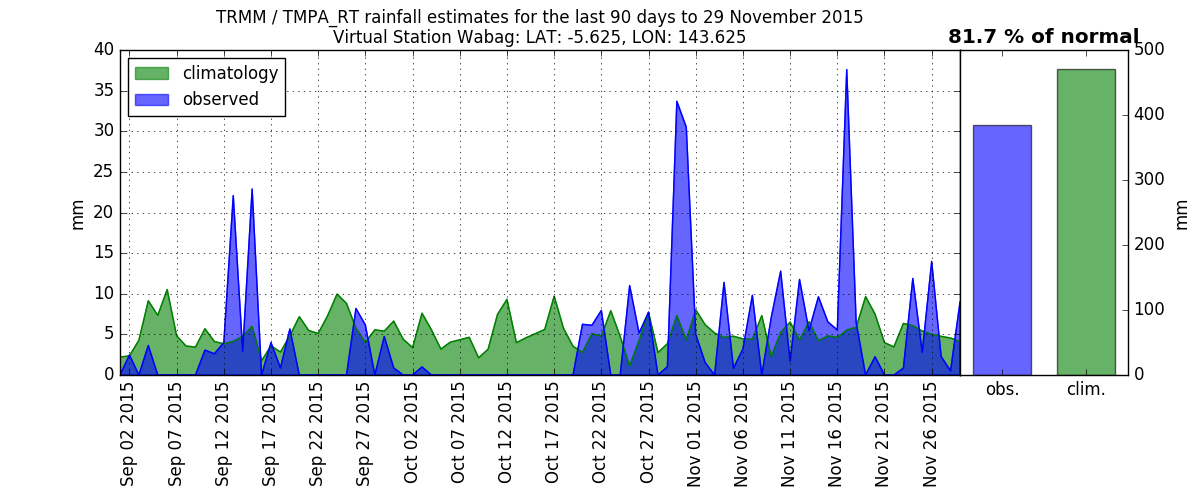 TRMM / TMPA_RT rainfall estimates for the last 90 days to 29 November 2015
Virtual Station Wabag: LAT: -5.625, LON: 143.625
81.7 % of normal
climatology
observed
mm
40
35
30
25
20
15
10
5
0
Sep 02 2015
Sep 07 2015
Sep 12 2015
Sep 17 2015
Sep 22 2015
Sep 27 2015
Oct 02 2015
Oct 07 2015
Oct 12 2015
Oct 17 2015
Oct 22 2015
Oct 27 2015
Nov 01 2015
Nov 06 2015
Nov 11 2015
Nov 16 2015
Nov 21 2015
Nov 26 2015
obs.
clim.
500
400
300
200
100
0
mm